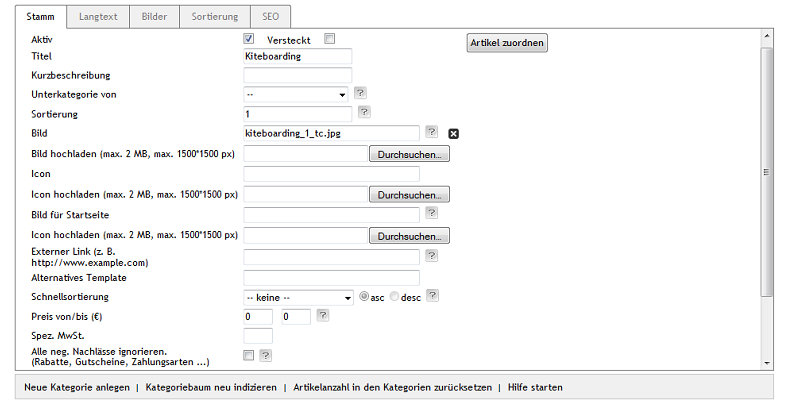 Stamm Langtext Bilder Sortierung SEO
Aktiv Versteckt Artikel zuordnen
Titel Kiteboarding
Kurzbeschreibung
Unterkategorie von -- ?
Sortierung 1 ?
Bild kiteboarding_1_tc.jpg ?
Bild hochladen (max. 2 MB, max. 1500*1500 px) Durchsuchen...
Icon
Icon hochladen (max. 2 MB, max. 1500*1500 px) Durchsuchen...
Bild für Startseite ?
Icon hochladen (max. 2 MB, max. 1500*1500 px) Durchsuchen...
Externer Link (z. B.
http://www.example.com) ?
Alternatives Template
Schnellsortierung -- keine -- asc desc ?
Preis von/bis (€) 0 0 ?
Spez. MwSt.
Alle neg. Nachlässe ignorieren.
(Rabatte, Gutscheine, Zahlungsarten ...) ?
Neue Kategorie anlegen | Kategoriebaum neu indizieren | Artikelanzahl in den Kategorien zurücksetzen | Hilfe starten